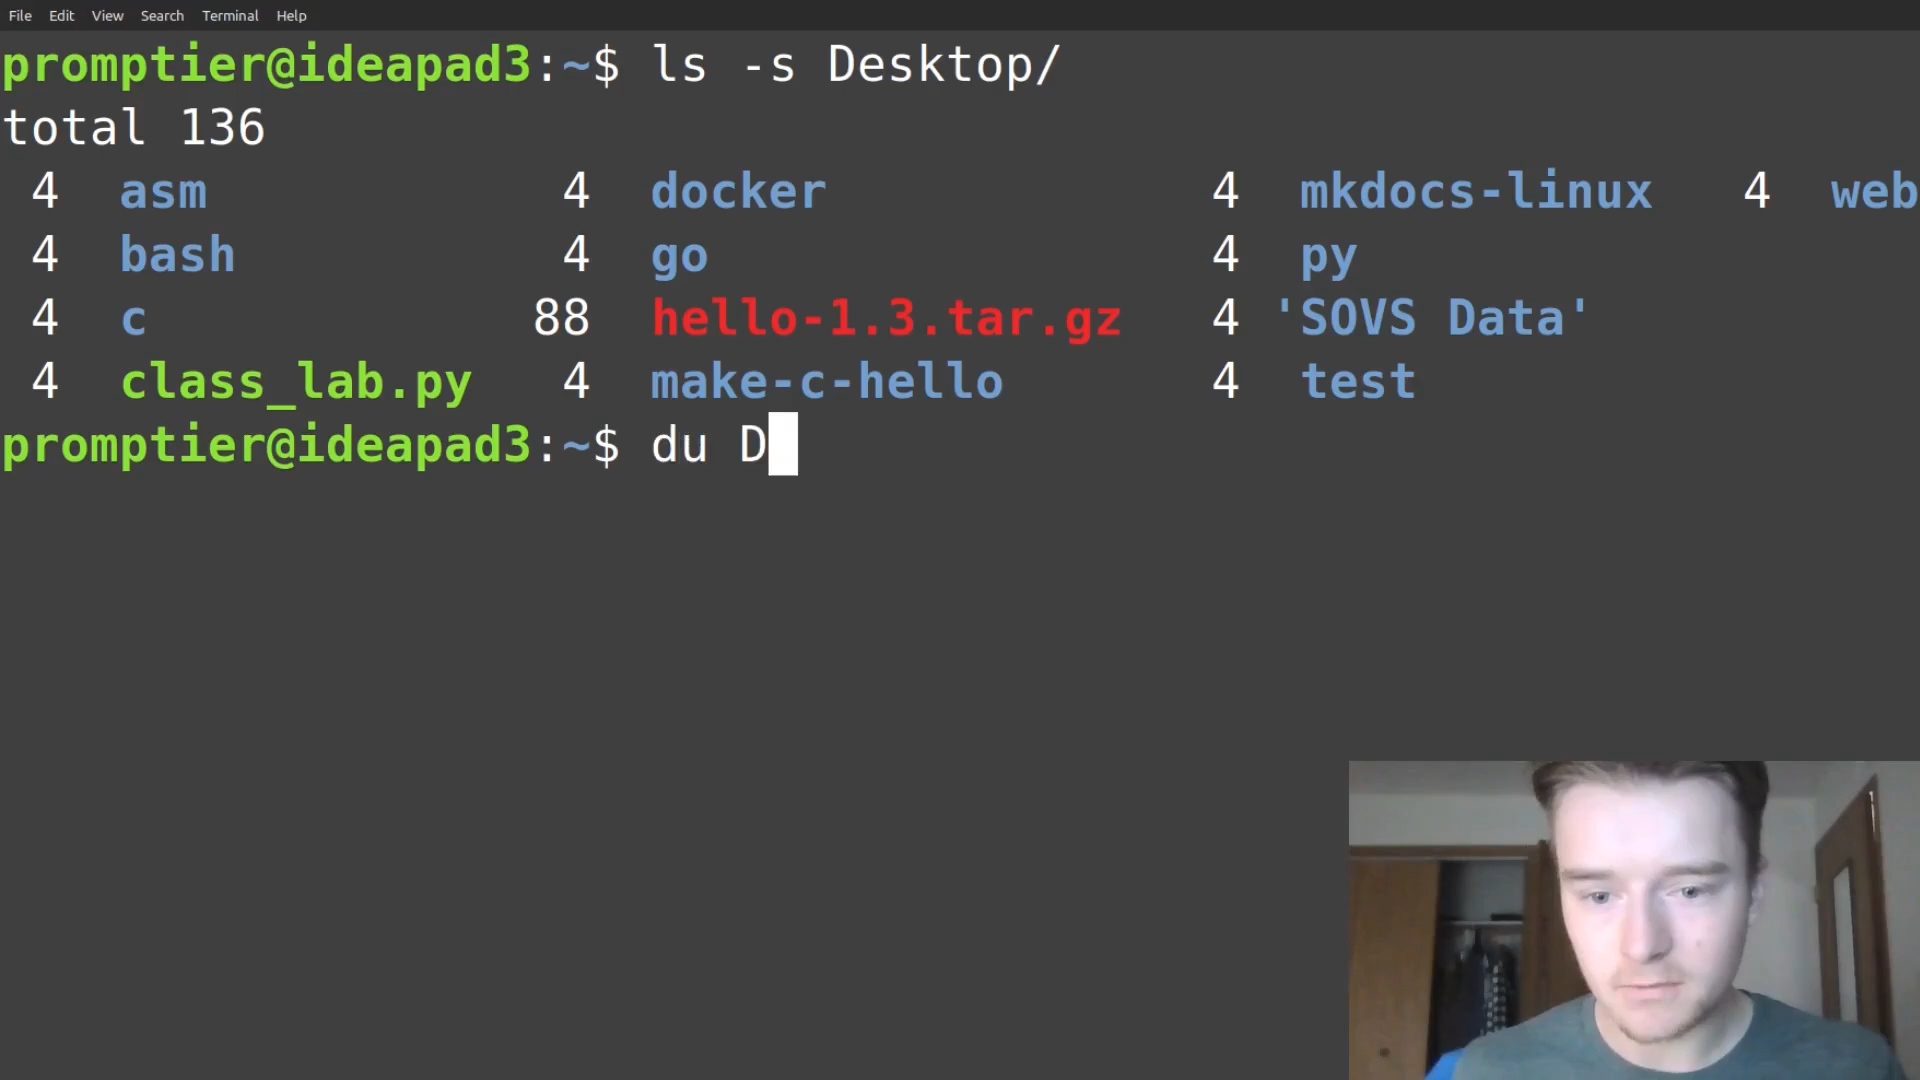 File Edit View Search Terminal Help
promptier@ideapad3:~$ ls -s Desktop/
total 136
4 asm 4 docker 4 mkdocs-linux 4 web
4 bash 4 go 4 py
4 c 88 hello-1.3.tar.gz 4 'SOVS Data'
4 class_lab.py 4 make-c-hello 4 test
promptier@ideapad3:~$ du D